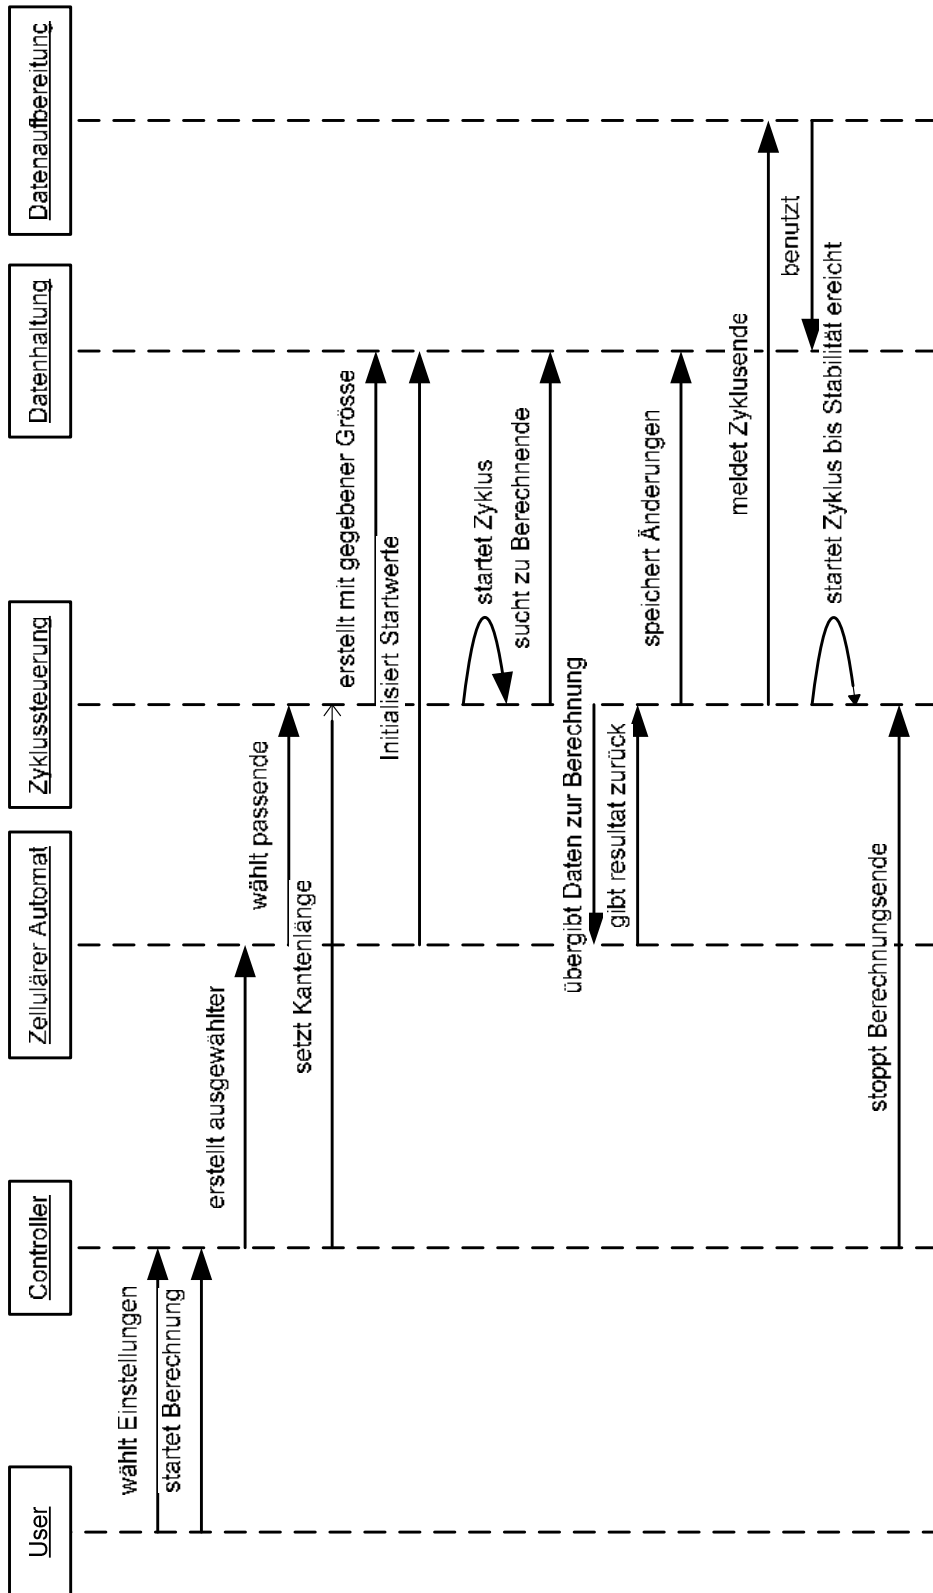 User
Controller
Zellulärer Automat
Zyklussteuerung
Datenhaltung
Datenaufbereitung
wählt Einstellungen
startet Berechnung
erstellt ausgewählter
wählt passende
setzt Kantenlänge
erstellt mit gegebener Grösse
Initialisiert Startwerte
startet Zyklus
sucht zu Berechnende
übergibt Daten zur Berechnung
gibt resultat zurück
speichert Änderungen
meldet Zyklusende
benutzt
startet Zyklus bis Stabilität ereicht
stoppt Berechnungsende